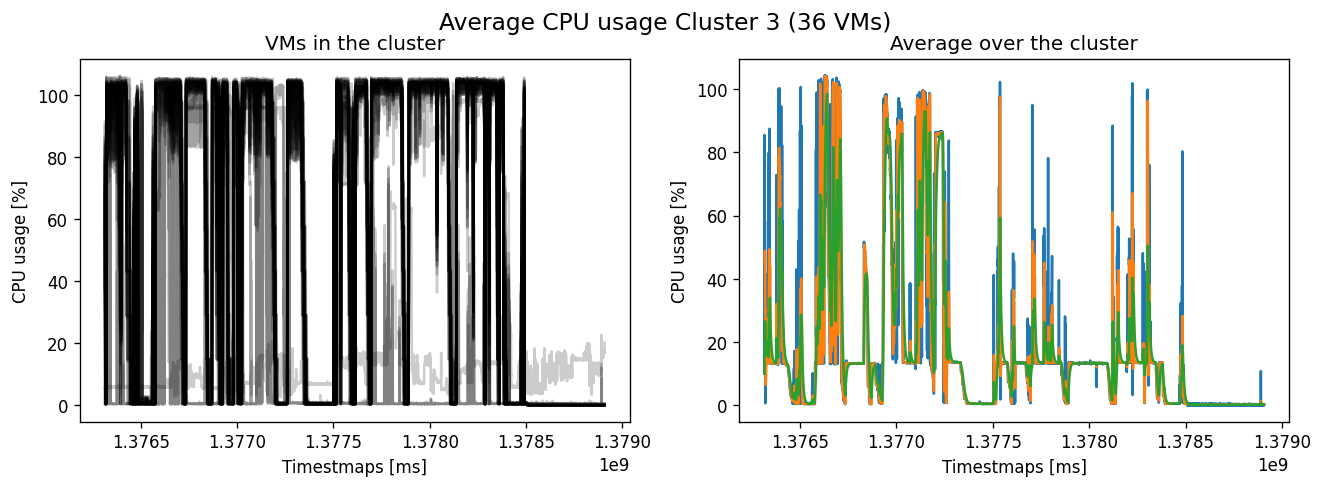 Average CPU usage Cluster 3 (36 VMs)
VMs in the cluster
CPU usage [%]
100
80
60
40
20
0
1.3765 1.3770 1.3775 1.3780 1.3785 1.3790
1e9
Timestmaps [ms]
Average over the cluster
CPU usage [%]
100
80
60
40
20
0
1.3765 1.3770 1.3775 1.3780 1.3785 1.3790
1e9
Timestmaps [ms]